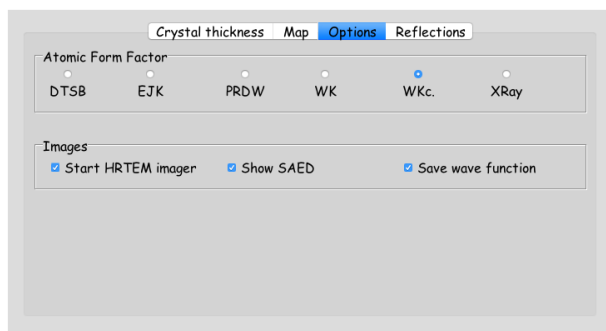 Crystal thickness Map Options Reflections
Atomic Form Factor
DTSB EJK PRDW WK WKc. XRay
Images
Start HRTEM imager Show SAED Save wave function